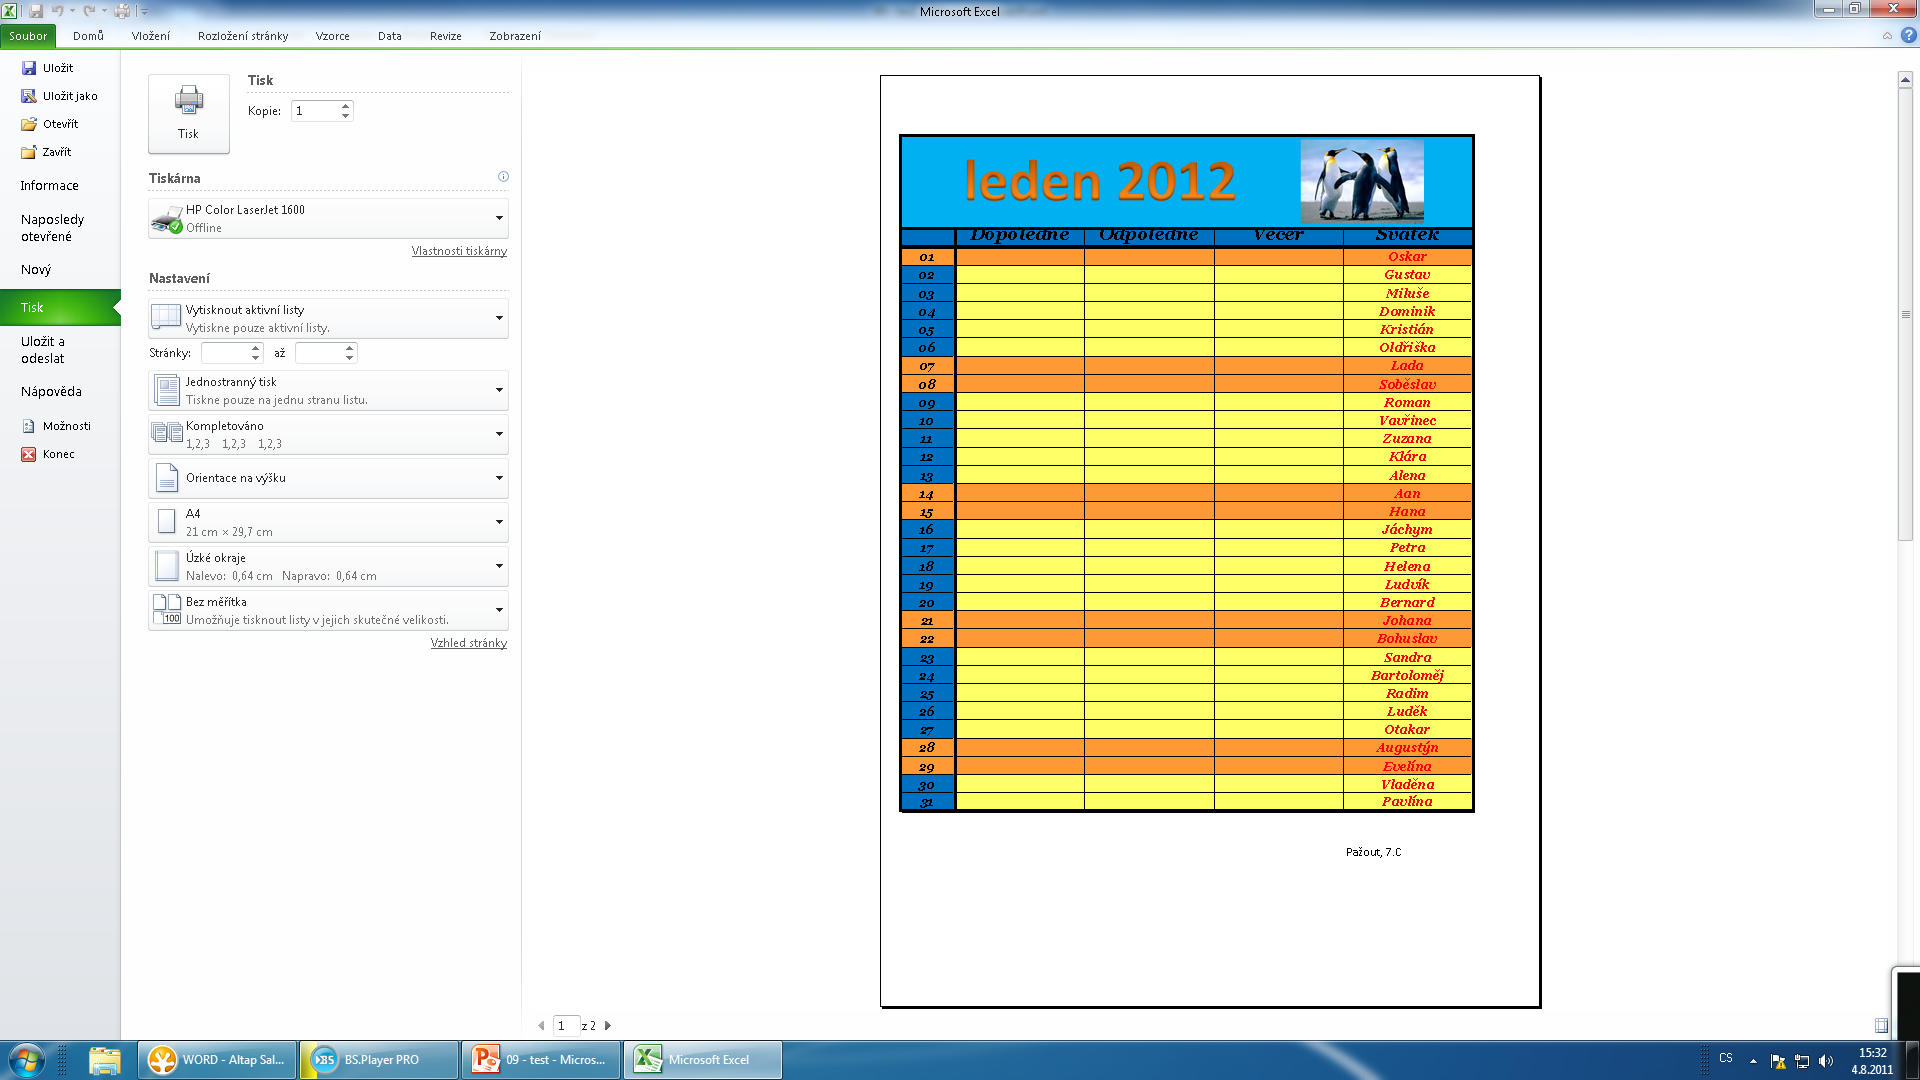 Microsoft Excel
Soubor Domů Vložení Rozložení stránky Vzorce Data Revize Zobrazení
Uložit
Uložit jako
Otevřít
Zavřít
Informace
Naposledy
otevřené
Nový
Tisk
Uložit a
odeslat
Nápověda
Možnosti
Konec
Tisk
Tisk
Kopie: 1
Tiskárna
HP Color LaserJet 1600
Offline
Vlastnosti tiskárny
Nastavení
Vytisknout aktivní listy
Vytiskne pouze aktivní listy.
Stránky: až
Jednostranný tisk
Tiskne pouze na jednu stranu listu.
Kompletováno
1,2,3 1,2,3 1,2,3
Orientace na výšku
A4
21 cm × 29,7 cm
Úzké okraje
Nalevo: 0,64 cm Napravo: 0,64 cm
100
Bez měřítka
Umožňuje tisknout listy v jejich skutečné velikosti.
Vzhled stránky
leden 2012
Dopoledne Odpoledne Večer Svátek
01 Oskar
02 Gustav
03 Miluše
04 Dominik
05 Kristián
06 Oldřiška
07 Lada
08 Soběslav
09 Roman
10 Vavřinec
11 Zuzana
12 Klára
13 Alena
14 Aan
15 Hana
16 Jáchym
17 Petra
18 Helena
19 Ludvík
20 Bernard
21 Johana
22 Bohuslav
23 Sandra
24 Bartoloměj
25 Radim
26 Luděk
27 Otakar
28 Augustýn
29 Evelína
30 Vladěna
31 Pavlína
Pažout, 7.C
1 z 2
WORD - Altap Sal... BS BS.Player PRO 09 - test - Micros... Microsoft Excel
CS
15:32
4.8.2011